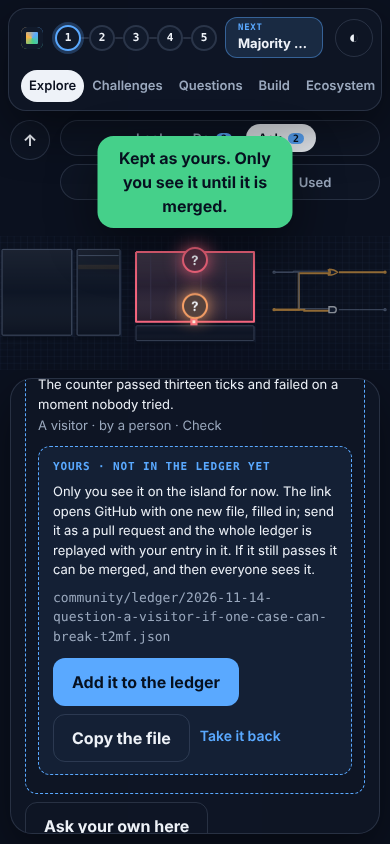 1 2 3 4 5
NEXT
Majority ...
Explore Challenges Questions Build Ecosystem
2
Kept as yours. Only
you see it until it is
merged.
Used
?
?
The counter passed thirteen ticks and failed on a
moment nobody tried.
A visitor · by a person · Check
YOURS · NOT IN THE LEDGER YET
Only you see it on the island for now. The link
opens GitHub with one new file, filled in; send
it as a pull request and the whole ledger is
replayed with your entry in it. If it still passes it
can be merged, and then everyone sees it.
community/ledger/2026-11-14-
question-a-visitor-if-one-case-can-
break-t2mf.json
Add it to the ledger
Copy the file Take it back
Ask your own here